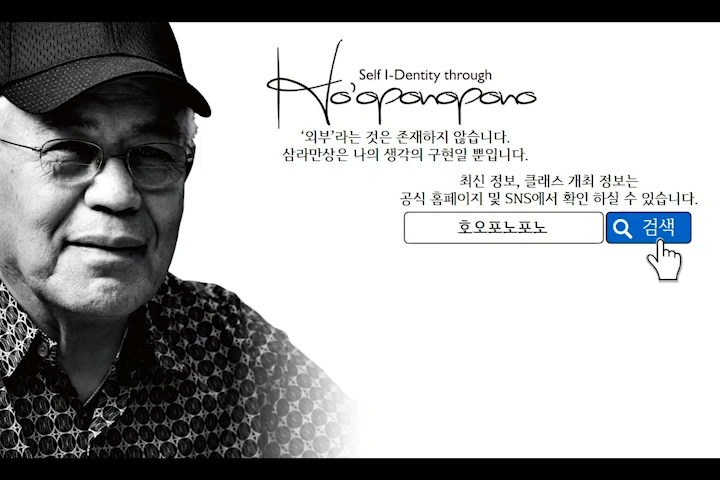 Self I-Dentity through
Ho'oponopono
‘외부’라는 것은 존재하지 않습니다.
삼라만상은 나의 생각의 구현일 뿐입니다.
최신 정보, 클래스 개최 정보는
공식 홈페이지 및 SNS에서 확인 하실 수 있습니다.
호오포노포노 검색